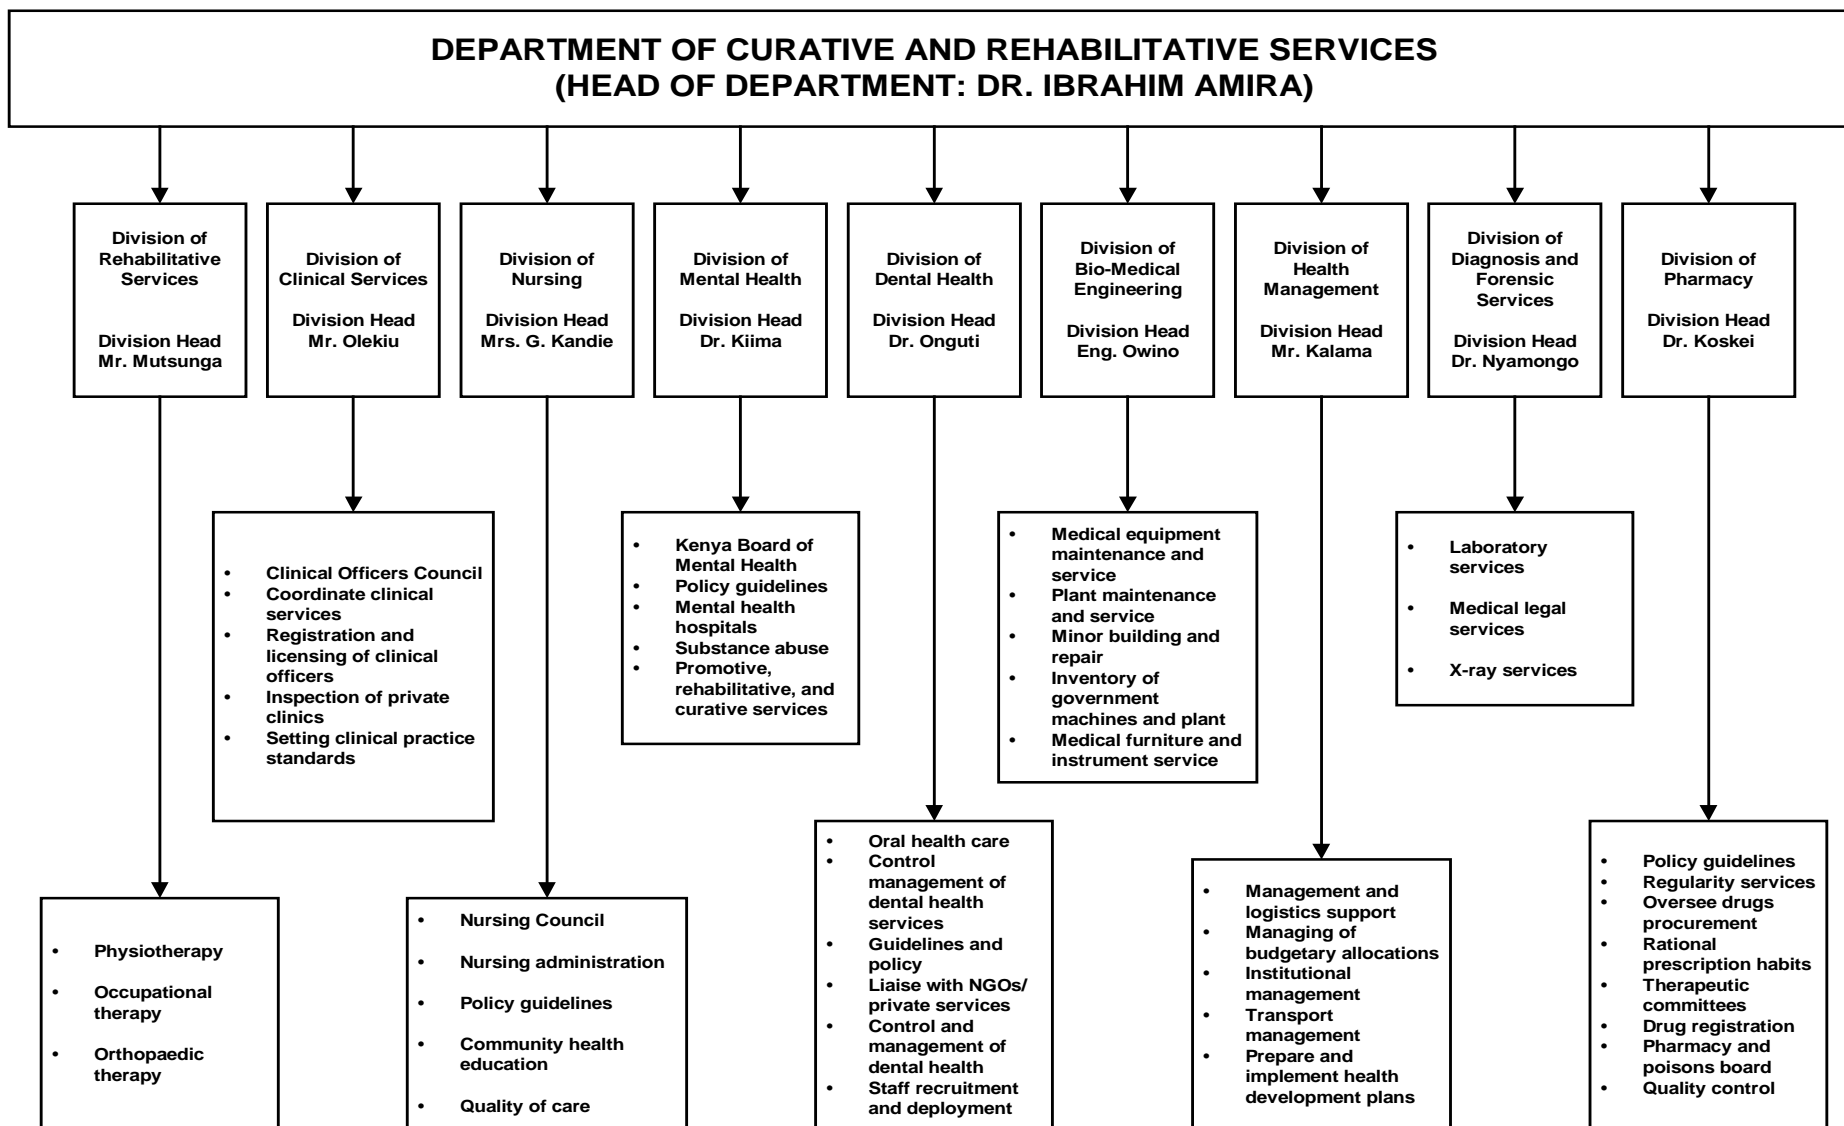 DEPARTMENT OF CURATIVE AND REHABILITATIVE SERVICES
(HEAD OF DEPARTMENT: DR. IBRAHIM AMIRA)
Division of
Rehabilitative
Services
Division Head
Mr. Mutsunga
Division of
Clinical Services
Division Head
Mr. Olekiu
Division of
Nursing
Division Head
Mrs. G. Kandie
Division of
Mental Health
Division Head
Dr. Kiima
Division of
Dental Health
Division Head
Dr. Onguti
Division of
Bio-Medical
Engineering
Division Head
Eng. Owino
Division of
Health
Management
Division Head
Mr. Kalama
Division of
Diagnosis and
Forensic
Services
Division Head
Dr. Nyamongo
Division of
Pharmacy
Division Head
Dr. Koskei
• Clinical Officers Council
• Coordinate clinical
services
• Registration and
licensing of clinical
officers
• Inspection of private
clinics
• Setting clinical practice
standards
• Kenya Board of
Mental Health
• Policy guidelines
• Mental health
hospitals
• Substance abuse
• Promotive,
rehabilitative, and
curative services
• Medical equipment
maintenance and
service
• Plant maintenance
and service
• Minor building and
repair
• Inventory of
government
machines and plant
• Medical furniture and
instrument service
• Laboratory
services
• Medical legal
services
• X-ray services
• Physiotherapy
• Occupational
therapy
• Orthopaedic
therapy
• Nursing Council
• Nursing administration
• Policy guidelines
• Community health
education
• Quality of care
• Oral health care
• Control
management of
dental health
services
• Guidelines and
policy
• Liaise with NGOs/
private services
• Control and
management of
dental health
• Staff recruitment
and deployment
• Management and
logistics support
• Managing of
budgetary allocations
• Institutional
management
• Transport
management
• Prepare and
implement health
development plans
• Policy guidelines
• Regularity services
• Oversee drugs
procurement
• Rational
prescription habits
• Therapeutic
committees
• Drug registration
• Pharmacy and
poisons board
• Quality control